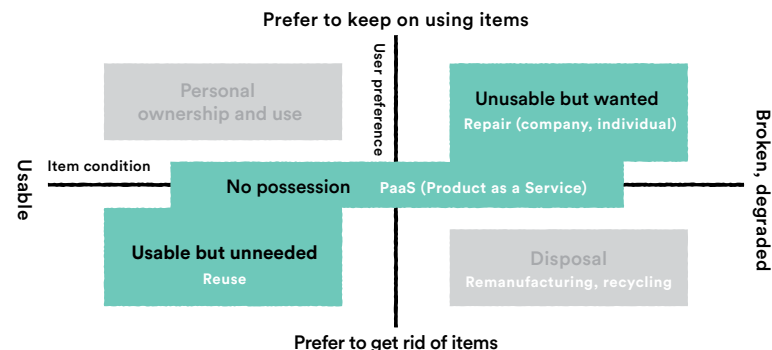 Prefer to keep on using items
User preference
Personal
ownership and use
Unusable but wanted
Repair (company, individual)
Usable
Item condition
Broken, degraded
No possession PaaS (Product as a Service)
Usable but unneeded
Reuse
Disposal
Remanufacturing, recycling
Prefer to get rid of items